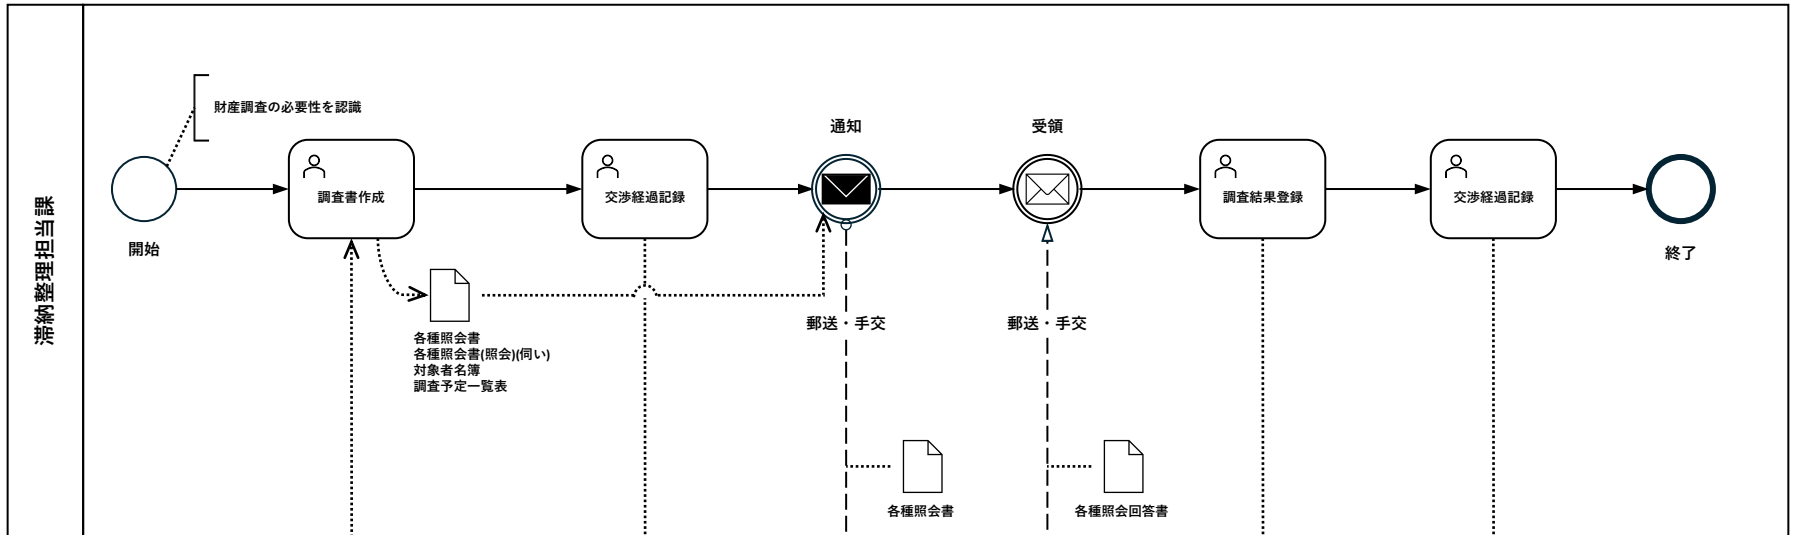 滞納整理担当課
財産調査の必要性を認識
開始
調査書作成
各種照会書
各種照会書(照会)(伺い)
対象者名簿
調査予定一覧表
交渉経過記録
通知
郵送・手交
各種照会書
受領
郵送・手交
各種照会回答書
調査結果登録
交渉経過記録
終了